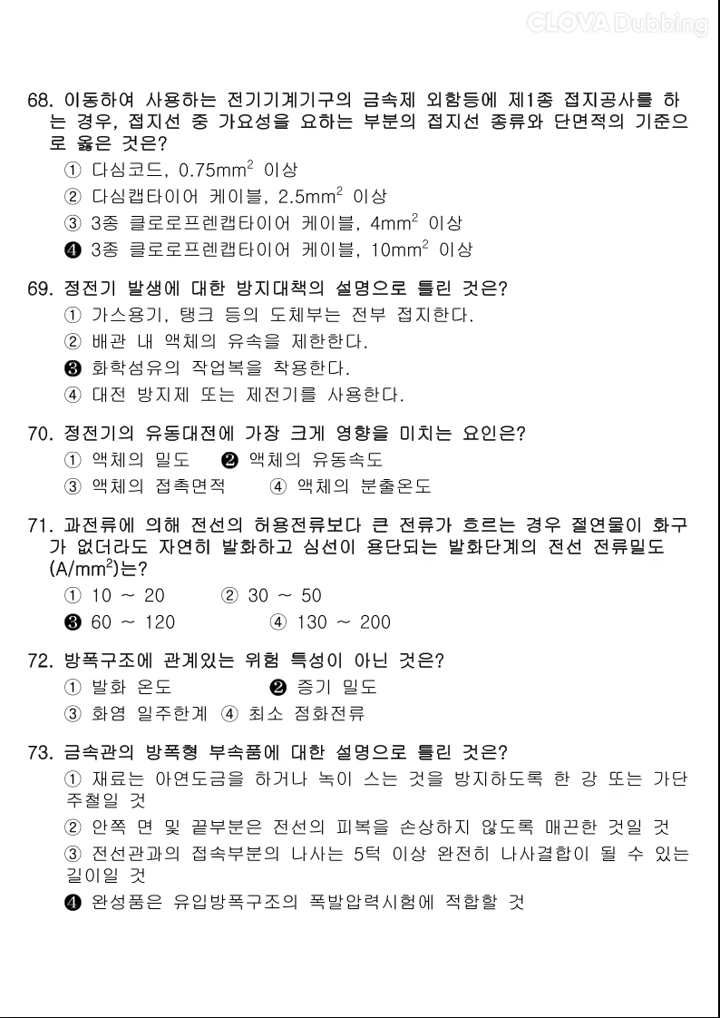 CLOVA Dubbing
68. 이동하여 사용하는 전기기계기구의 금속제 외함등에 제1종 접지공사를 하
는 경우, 접지선 중 가요성을 요하는 부분의 접지선 종류와 단면적의 기준으
로 옳은 것은?
① 다심코드, 0.75mm² 이상
② 다심캡타이어 케이블, 2.5mm² 이상
③ 3종 클로로프렌캡타이어 케이블, 4mm² 이상
❹ 3종 클로로프렌캡타이어 케이블, 10mm² 이상
69. 정전기 발생에 대한 방지대책의 설명으로 틀린 것은?
① 가스용기, 탱크 등의 도체부는 전부 접지한다.
② 배관 내 액체의 유속을 제한한다.
❸ 화학섬유의 작업복을 착용한다.
④ 대전 방지제 또는 제전기를 사용한다.
70. 정전기의 유동대전에 가장 크게 영향을 미치는 요인은?
① 액체의 밀도 ❷ 액체의 유동속도
③ 액체의 접촉면적 ④ 액체의 분출온도
71. 과전류에 의해 전선의 허용전류보다 큰 전류가 흐르는 경우 절연물이 화구
가 없더라도 자연히 발화하고 심선이 용단되는 발화단계의 전선 전류밀도
(A/mm²)는?
① 10 ~ 20 ② 30 ~ 50
❸ 60 ~ 120 ④ 130 ~ 200
72. 방폭구조에 관계있는 위험 특성이 아닌 것은?
① 발화 온도 ❷ 증기 밀도
③ 화염 일주한계 ④ 최소 점화전류
73. 금속관의 방폭형 부속품에 대한 설명으로 틀린 것은?
① 재료는 아연도금을 하거나 녹이 스는 것을 방지하도록 한 강 또는 가단
주철일 것
② 안쪽 면 및 끝부분은 전선의 피복을 손상하지 않도록 매끈한 것일 것
③ 전선관과의 접속부분의 나사는 5턱 이상 완전히 나사결합이 될 수 있는
길이일 것
❹ 완성품은 유입방폭구조의 폭발압력시험에 적합할 것